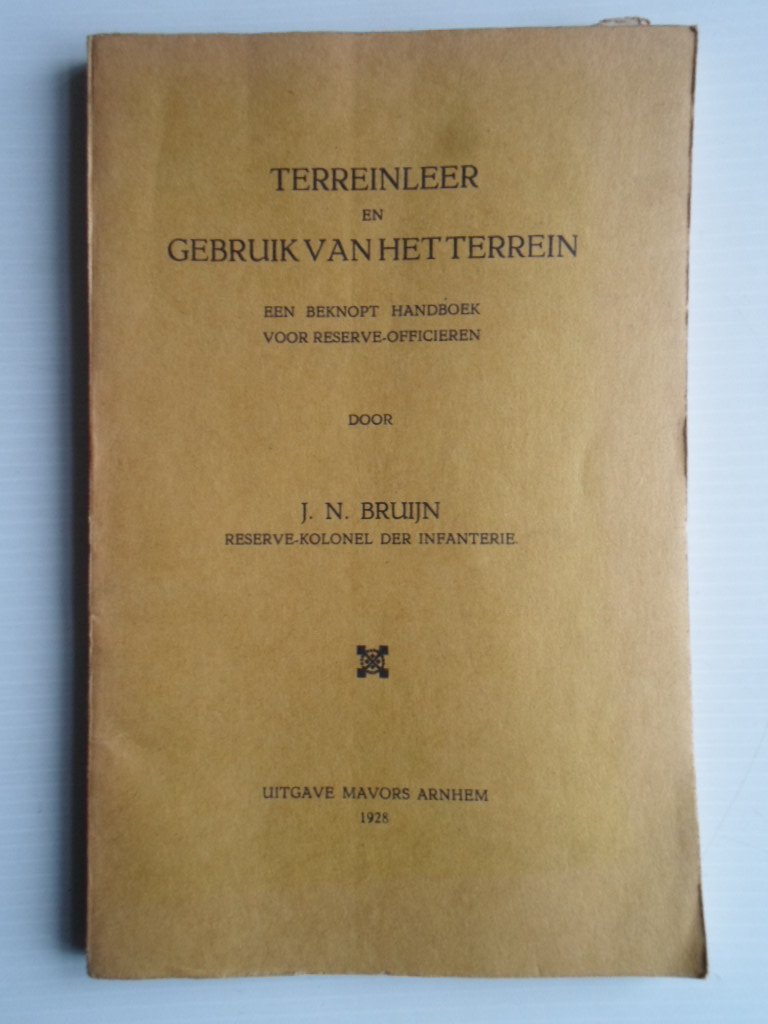 TERREINLEER
EN
GEBRUIK VAN HET TERREIN
EEN BEKNOPT HANDBOEK
VOOR RESERVE-OFFICIEREN
DOOR
J. N. BRUIJN
RESERVE-KOLONEL DER INFANTERIE.
UITGAVE MAVORS ARNHEM
1928